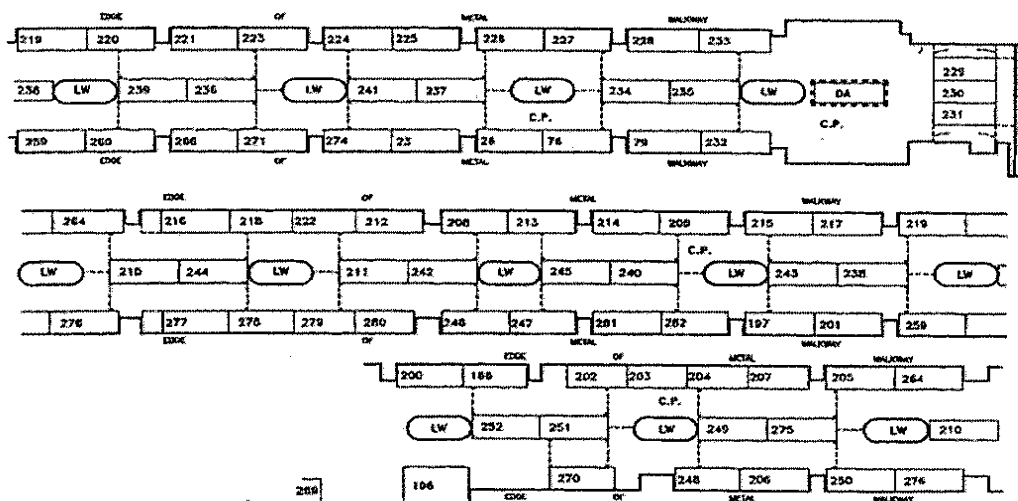 EDGE OF METAL WALKWAY
219 220 221 223 224 225 226 227 228 233
229
238 LW 239 236 LW 241 237 LW 234 235 LW DA 230
C.P. C.P. 231
259 260 266 271 274 23 26 76 79 232
EDGE OF METAL WALKWAY
EDGE OF METAL WALKWAY
264 216 218 222 212 208 213 214 209 215 217 219
C.P.
LW 210 244 LW 211 242 LW 245 240 LW 243 238 LW
276 277 278 279 280 246 247 261 262 197 201 259
EDGE OF METAL WALKWAY
EDGE OF METAL WALKWAY
200 202 203 204 207 205 264
C.P.
LW 252 251 LW 249 275 LW 210
269 196 270 248 206 250 276
EDGE OF METAL WALKWAY